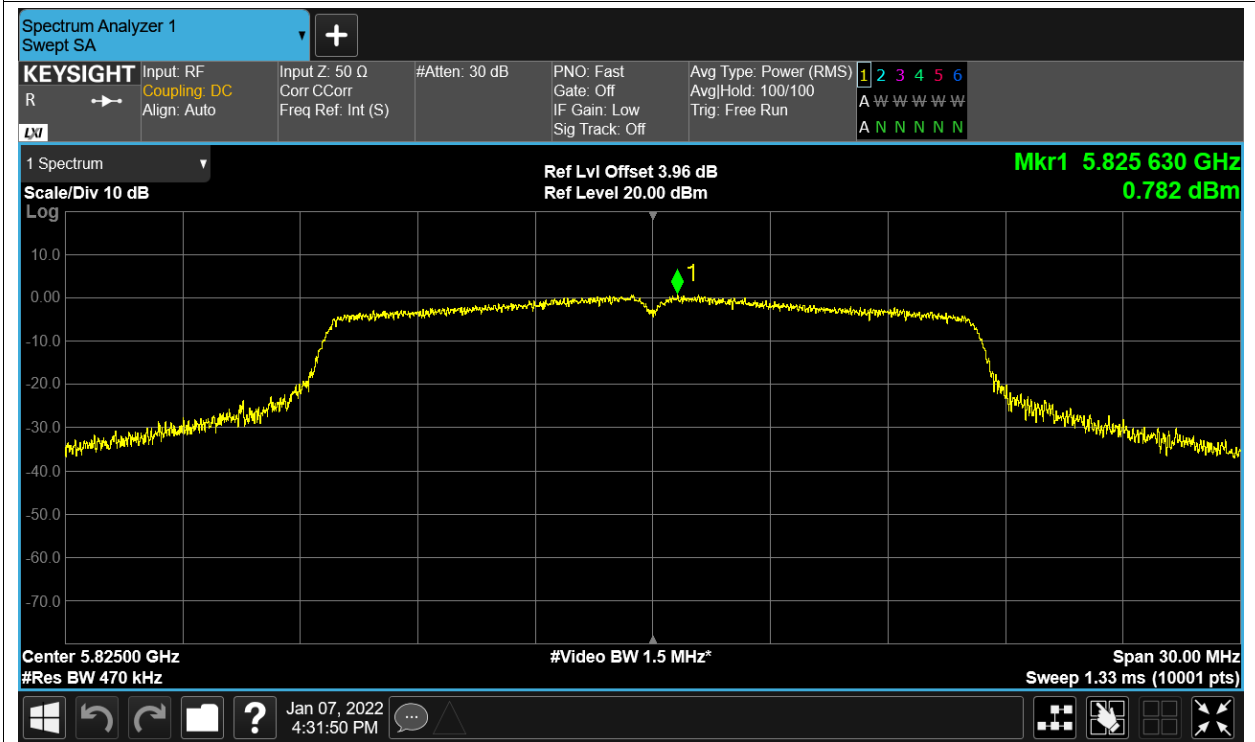 Spectrum Analyzer 1
Swept SA
KEYSIGHT
R
LXI
Input: RF
Coupling: DC
Align: Auto
Input Z: 50 Ω
Corr CCorr
Freq Ref: Int (S)
#Atten: 30 dB
PNO: Fast
Gate: Off
IF Gain: Low
Sig Track: Off
Avg Type: Power (RMS)
Avg|Hold: 100/100
Trig: Free Run
1 2 3 4 5 6
A W W W W W
A N N N N N
1 Spectrum
Scale/Div 10 dB
Log
Ref Lvl Offset 3.96 dB
Ref Level 20.00 dBm
Mkr1 5.825 630 GHz
0.782 dBm
1
10.0
0.00
-10.0
-20.0
-30.0
-40.0
-50.0
-60.0
-70.0
Center 5.82500 GHz
#Res BW 470 kHz
#Video BW 1.5 MHz*
Span 30.00 MHz
Sweep 1.33 ms (10001 pts)
?
Jan 07, 2022
4:31:50 PM